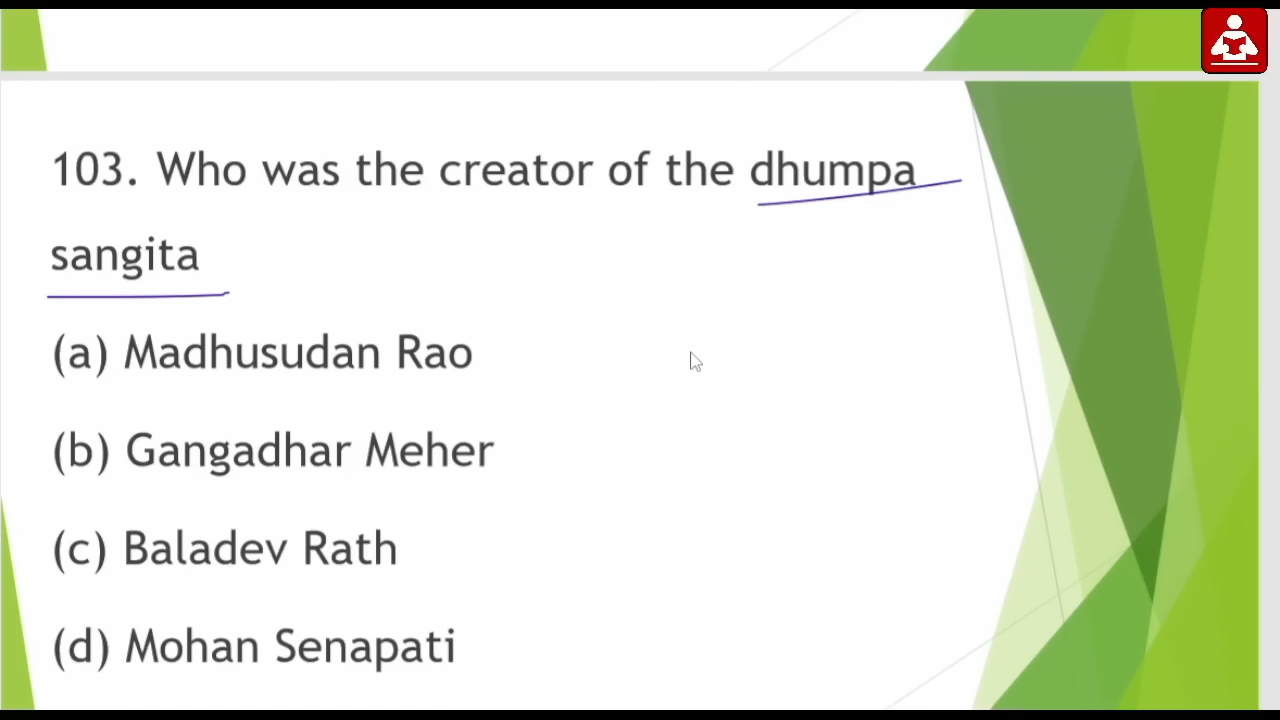 103. Who was the creator of the dhumpa
sangita
(a) Madhusudan Rao
(b) Gangadhar Meher
(c) Baladev Rath
(d) Mohan Senapati